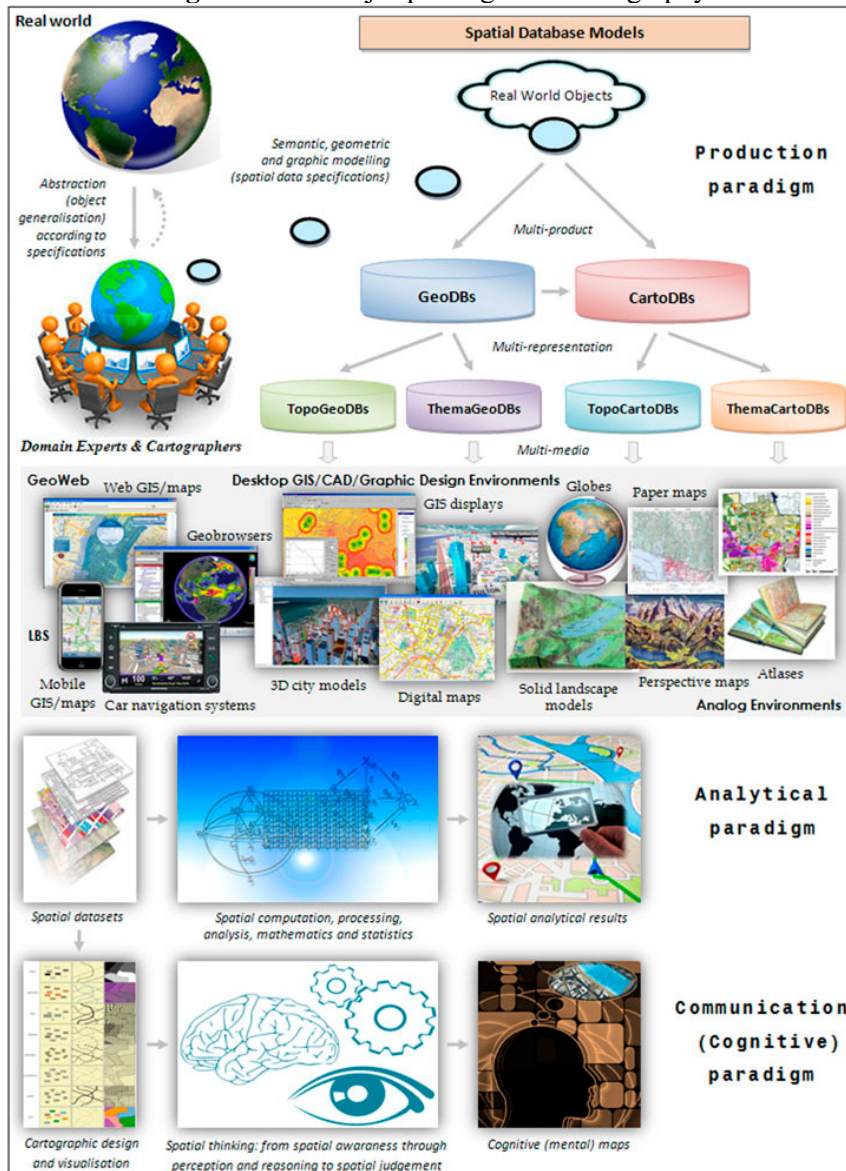 Real world
Spatial Database Models
Real World Objects
Semantic, geometric
and graphic modelling
(spatial data specifications)
Production
paradigm
Abstraction
(object
generalisation)
according to
specifications
Multi-product
GeoDBs
CartoDBs
Multi-representation
TopoGeoDBs
ThemaGeoDBs
TopoCartoDBs
ThemaCartoDBs
Domain Experts & Cartographers
Multi-media
GeoWeb
Web GIS/maps
Desktop GIS/CAD/Graphic Design Environments
GIS displays
Globes
Paper maps
Geobrowsers
LBS
Mobile
GIS/maps
Car navigation systems
3D city models
Digital maps
Solid landscape
models
Perspective maps
Atlases
Analog Environments
Analytical
paradigm
Spatial datasets
Spatial computation, processing,
analysis, mathematics and statistics
Spatial analytical results
Communication
(Cognitive)
paradigm
Cartographic design
and visualisation
Spatial thinking: from spatial awareness through
perception and reasoning to spatial judgement
Cognitive (mental) maps